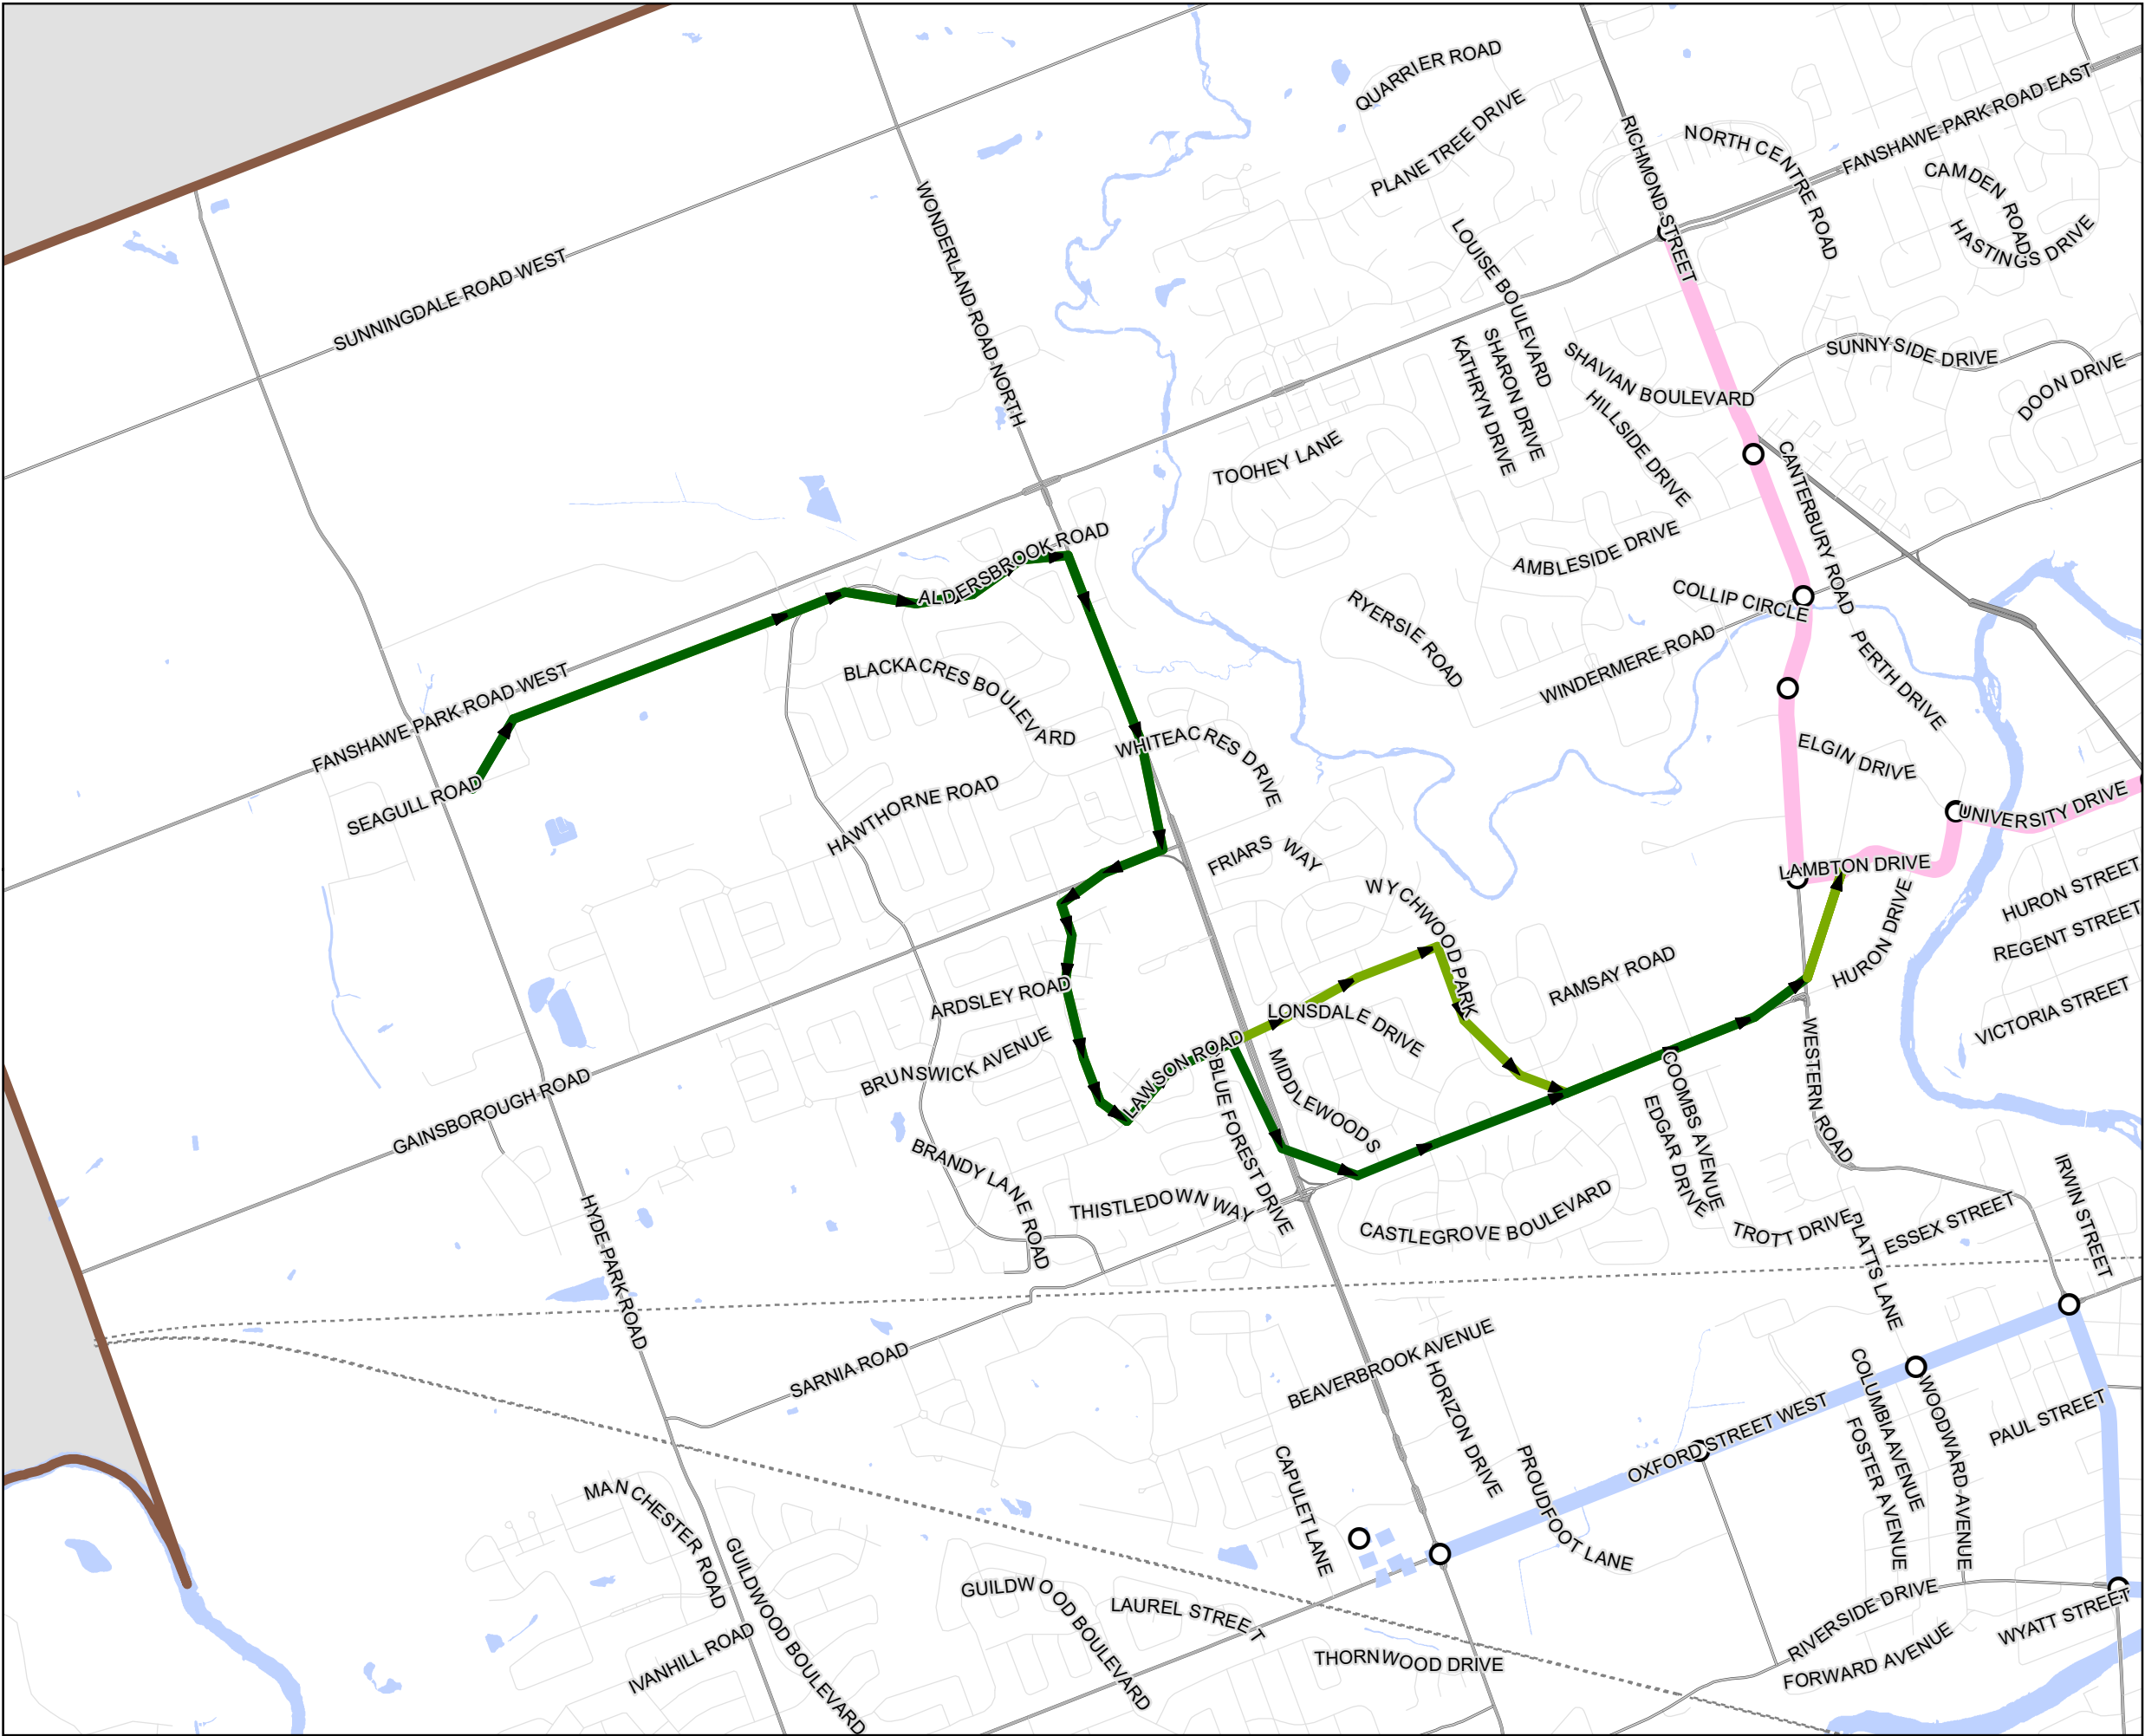 QUARRIER ROAD
PLANE TREE DRIVE
RICHMOND STREET
NORTH CENTRE ROAD
FANSHAWE PARK ROAD EAST
CAMDEN ROAD
HASTINGS DRIVE
WONDERLAND ROAD NORTH
SUNNINGDALE ROAD WEST
LOUISE BOULEVARD
SHARON DRIVE
KATHRYN DRIVE
SHAVIAN BOULEVARD
HILLSIDE DRIVE
SUNNYSIDE DRIVE
DOON DRIVE
TOOHEY LANE
CANTERBURY ROAD
AMBLESIDE DRIVE
ALDERSBROOK ROAD
COLLIP CIRCLE
RYERSIE ROAD
WINDERMERE ROAD
PERTH DRIVE
FANSHAWE PARK ROAD WEST
BLACKACRES BOULEVARD
WHITEACRES DRIVE
ELGIN DRIVE
SEAGULL ROAD
HAWTHORNE ROAD
UNIVERSITY DRIVE
FRIARS WAY
LAMBTON DRIVE
WYCHWOOD PARK
HURON STREET
REGENT STREET
HURON DRIVE
RAMSAY ROAD
VICTORIA STREET
ARDSLEY ROAD
LONSDALE DRIVE
BRUNSWICK AVENUE
LAWSON ROAD
MIDDLEWOODS
BLUE FOREST DRIVE
COOMBS AVENUE
EDGAR DRIVE
WESTERN ROAD
GAINSBOROUGH ROAD
BRANDY LANE ROAD
THISTLEDOWN WAY
CASTLEGROVE BOULEVARD
TROTT DRIVE
PLATTS LANE
ESSEX STREET
IRWIN STREET
HYDE PARK ROAD
SARNIA ROAD
BEAVERBROOK AVENUE
HORIZON DRIVE
OXFORD STREET WEST
COLUMBIA AVENUE
FOSTER AVENUE
WOODWARD AVENUE
PAUL STREET
CAPULET LANE
PROUDFOOT LANE
MANCHESTER ROAD
GUILDWOOD BOULEVARD
IVANHILL ROAD
GUILDWOOD BOULEVARD
LAUREL STREET
THORNWOOD DRIVE
RIVERSIDE DRIVE
FORWARD AVENUE
WYATT STREET